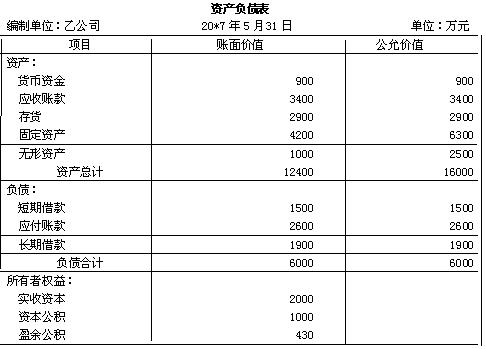 资产负债表
编制单位:乙公司 20*7年5月31日 单位:万元
项目 账面价值 公允价值
资产:
货币资金 900 900
应收账款 3400 3400
存货 2900 2900
固定资产 4200 6300
无形资产 1000 2500
资产总计 12400 16000
负债:
短期借款 1500 1500
应付账款 2600 2600
长期借款 1900 1900
负债合计 6000 6000
所有者权益:
实收资本 2000
资本公积 1000
盈余公积 430